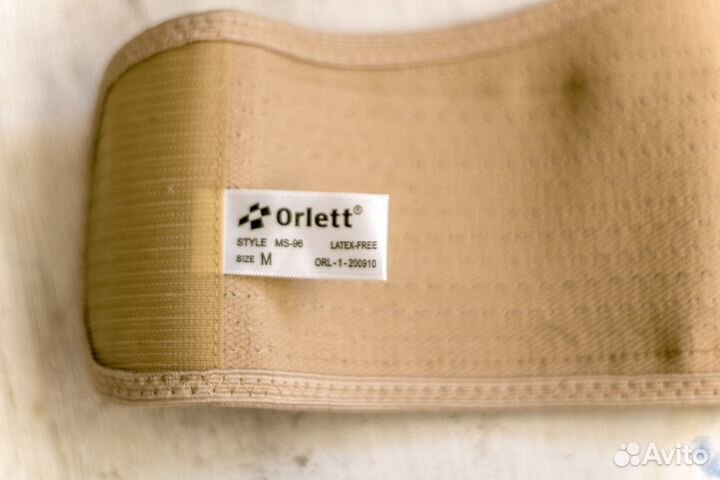 Orlett®
STYLE MS-96 LATEX-FREE
SIZE M ORL-1-200910
Avito